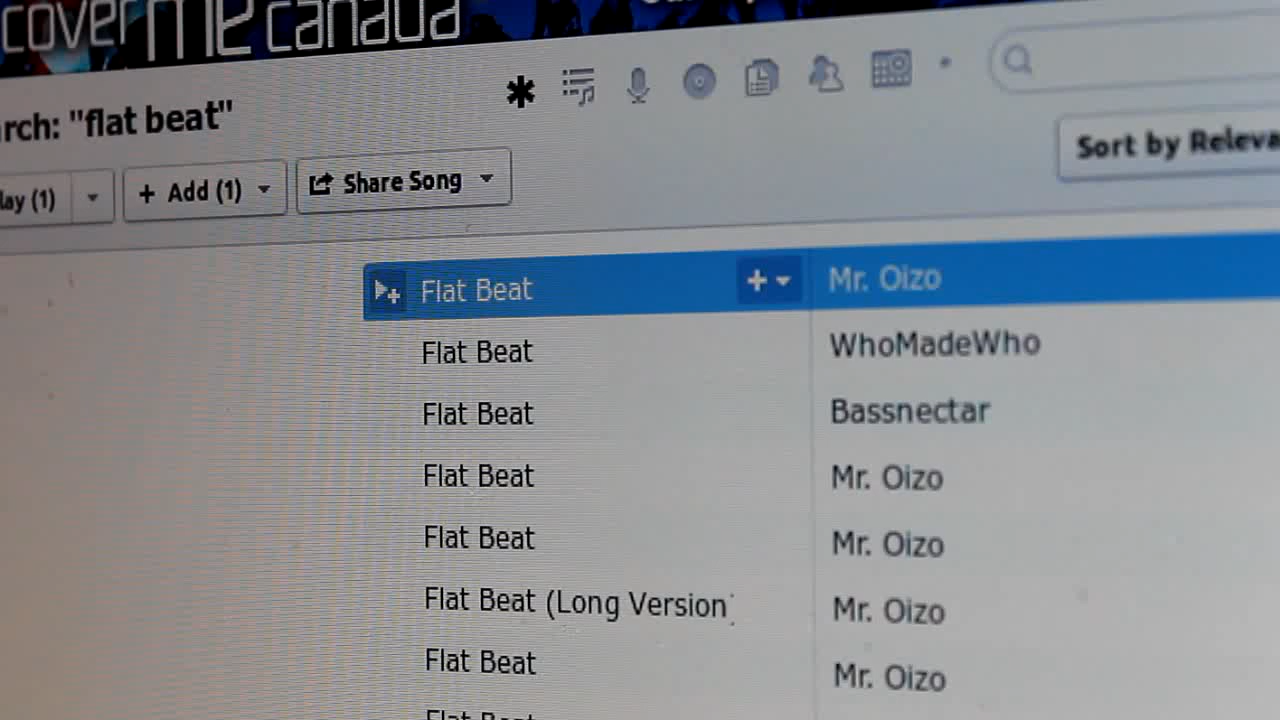 cover me canada
rch: "flat beat"
lay (1)
+ Add (1)
Share Song
Sort by Releva
Flat Beat Mr. Oizo
Flat Beat WhoMadeWho
Flat Beat Bassnectar
Flat Beat Mr. Oizo
Flat Beat Mr. Oizo
Flat Beat (Long Version) Mr. Oizo
Flat Beat Mr. Oizo
Flat Beat